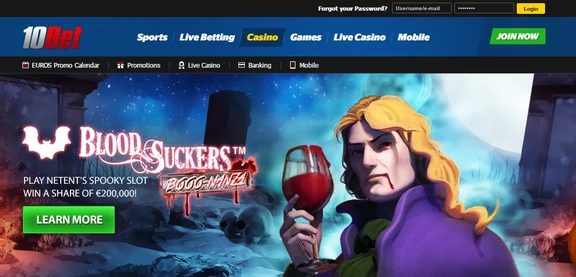 Forgot your Password? Username/e-mail ******** Login
10Bet
Sports Live Betting Casino Games Live Casino Mobile JOIN NOW
EUROS Promo Calendar Promotions Live Casino Banking Mobile
BLOOD SUCKERS™
BOOO-NANZA
PLAY NETENT'S SPOOKY SLOT
WIN A SHARE OF €200,000!
LEARN MORE